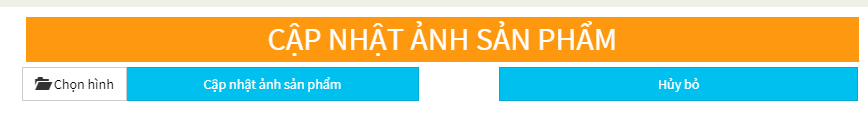 CẬP NHẬT ẢNH SẢN PHẨM
Chọn hình Cập nhật ảnh sản phẩm Hủy bỏ